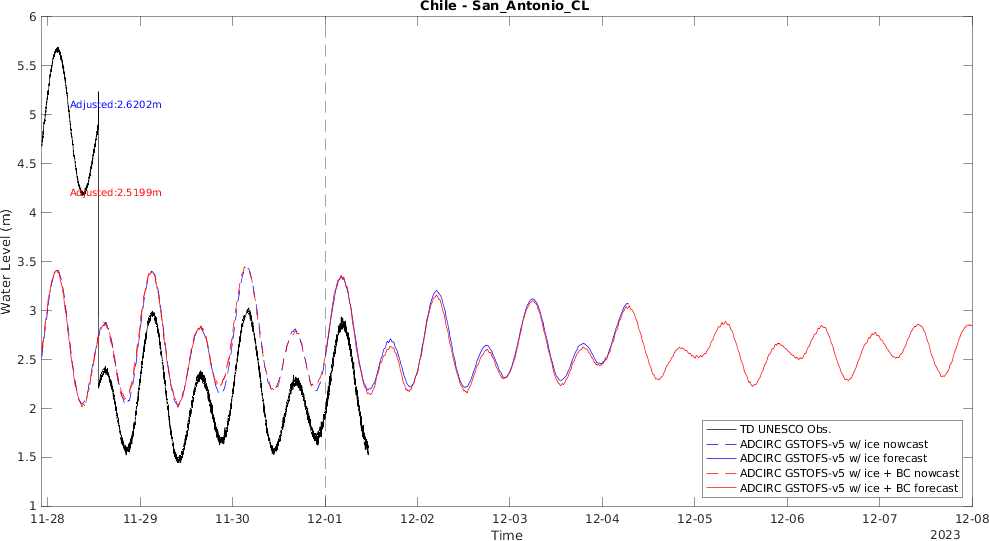 Chile - San_Antonio_CL
6
5.5
5
4.5
4
3.5
3
2.5
2
1.5
1
Water Level (m)
Adjusted:2.6202m
Adjusted:2.5199m
TD UNESCO Obs.
ADCIRC GSTOFS-v5 w/ ice nowcast
ADCIRC GSTOFS-v5 w/ ice forecast
ADCIRC GSTOFS-v5 w/ ice + BC nowcast
ADCIRC GSTOFS-v5 w/ ice + BC forecast
11-28 11-29 11-30 12-01 12-02 12-03 12-04 12-05 12-06 12-07 12-08
Time
2023